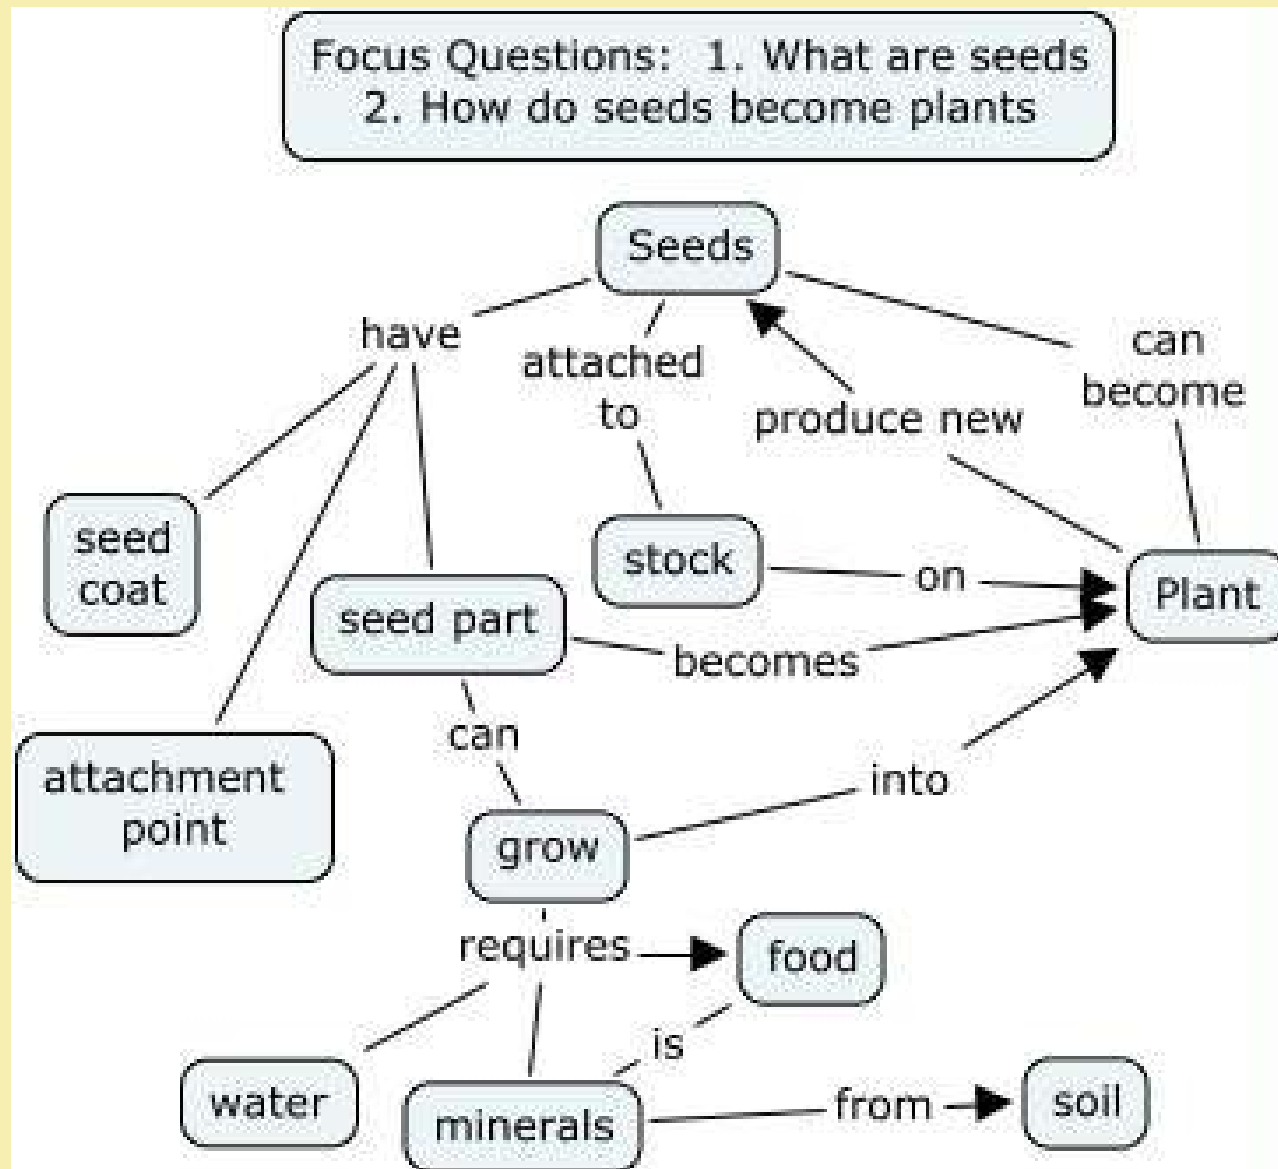 Focus Questions: 1. What are seeds
2. How do seeds become plants
Seeds
have
attached
to
produce new
can
become
seed
coat
stock
on
Plant
seed part
becomes
can
attachment
point
into
grow
requires
food
is
water
minerals
from
soil